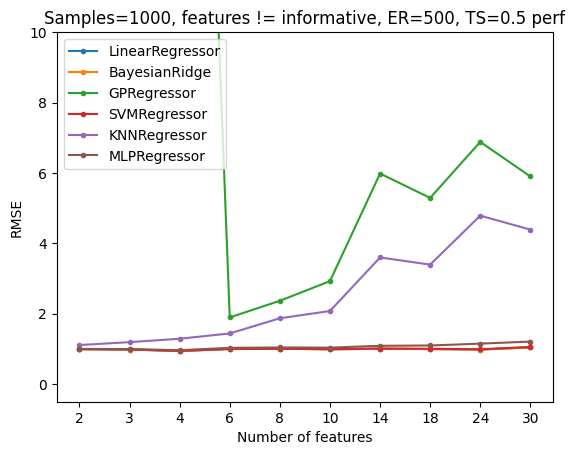 Samples=1000, features != informative, ER=500, TS=0.5 perf
10
8
6
4
2
0
RMSE
LinearRegressor
BayesianRidge
GPRegressor
SVMRegressor
KNNRegressor
MLPRegressor
2 3 4 6 8 10 14 18 24 30
Number of features